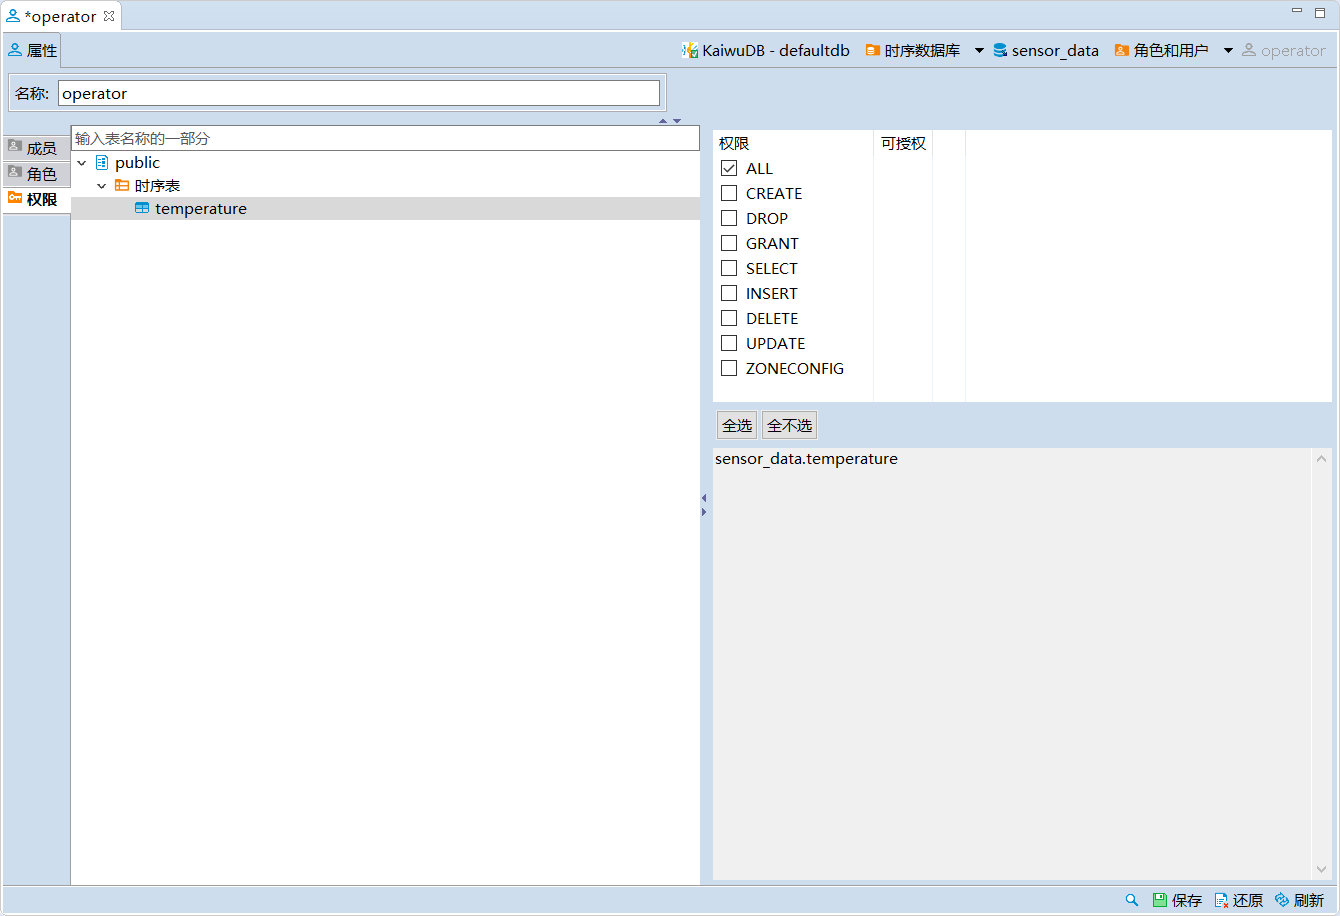 *operator
属性
KaiwuDB - defaultdb 时序数据库 sensor_data 角色和用户 operator
名称: operator
成员
角色
权限
输入表名称的一部分
public
时序表
temperature
权限 可授权
ALL
CREATE
DROP
GRANT
SELECT
INSERT
DELETE
UPDATE
ZONECONFIG
全选 全不选
sensor_data.temperature
保存 还原 刷新